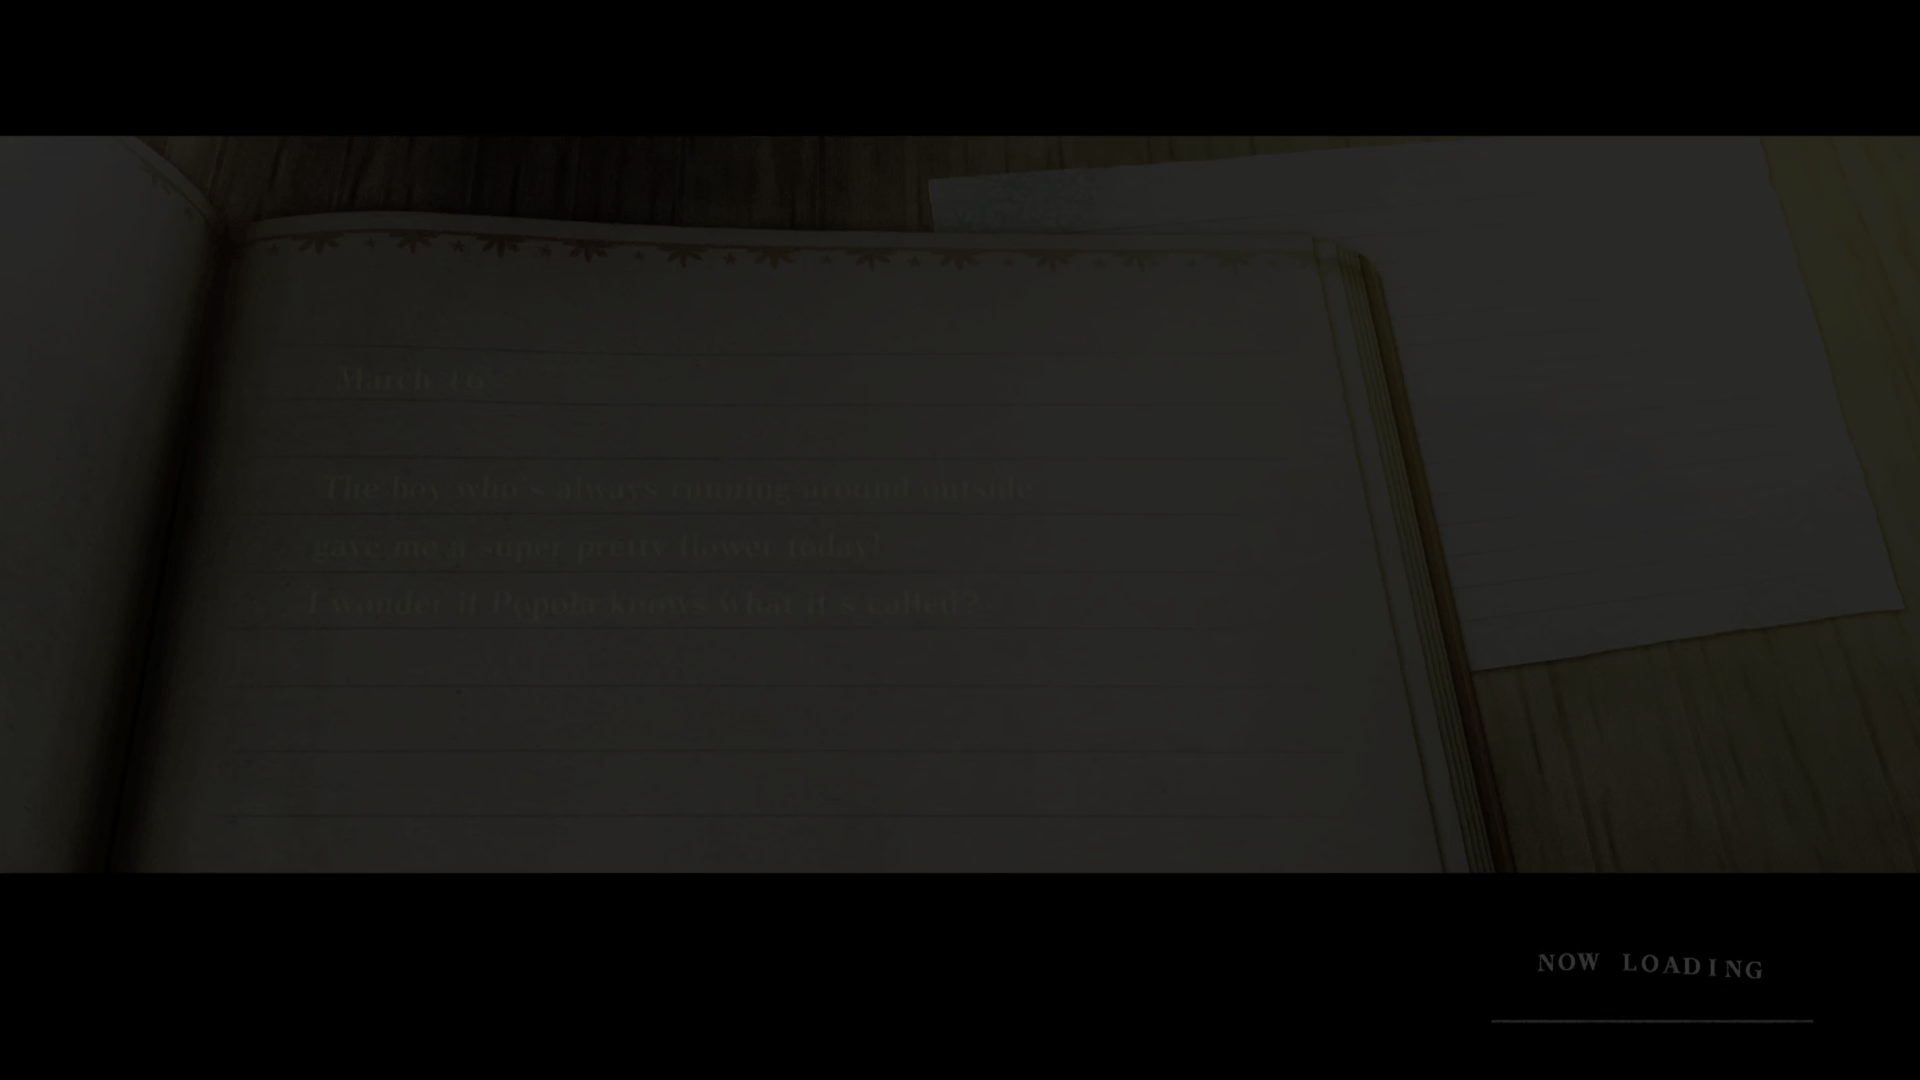 March 16
The boy who's always running around outside
gave me a super pretty flower today!
I wonder if Popola knows what it's called?
NOW LOADING